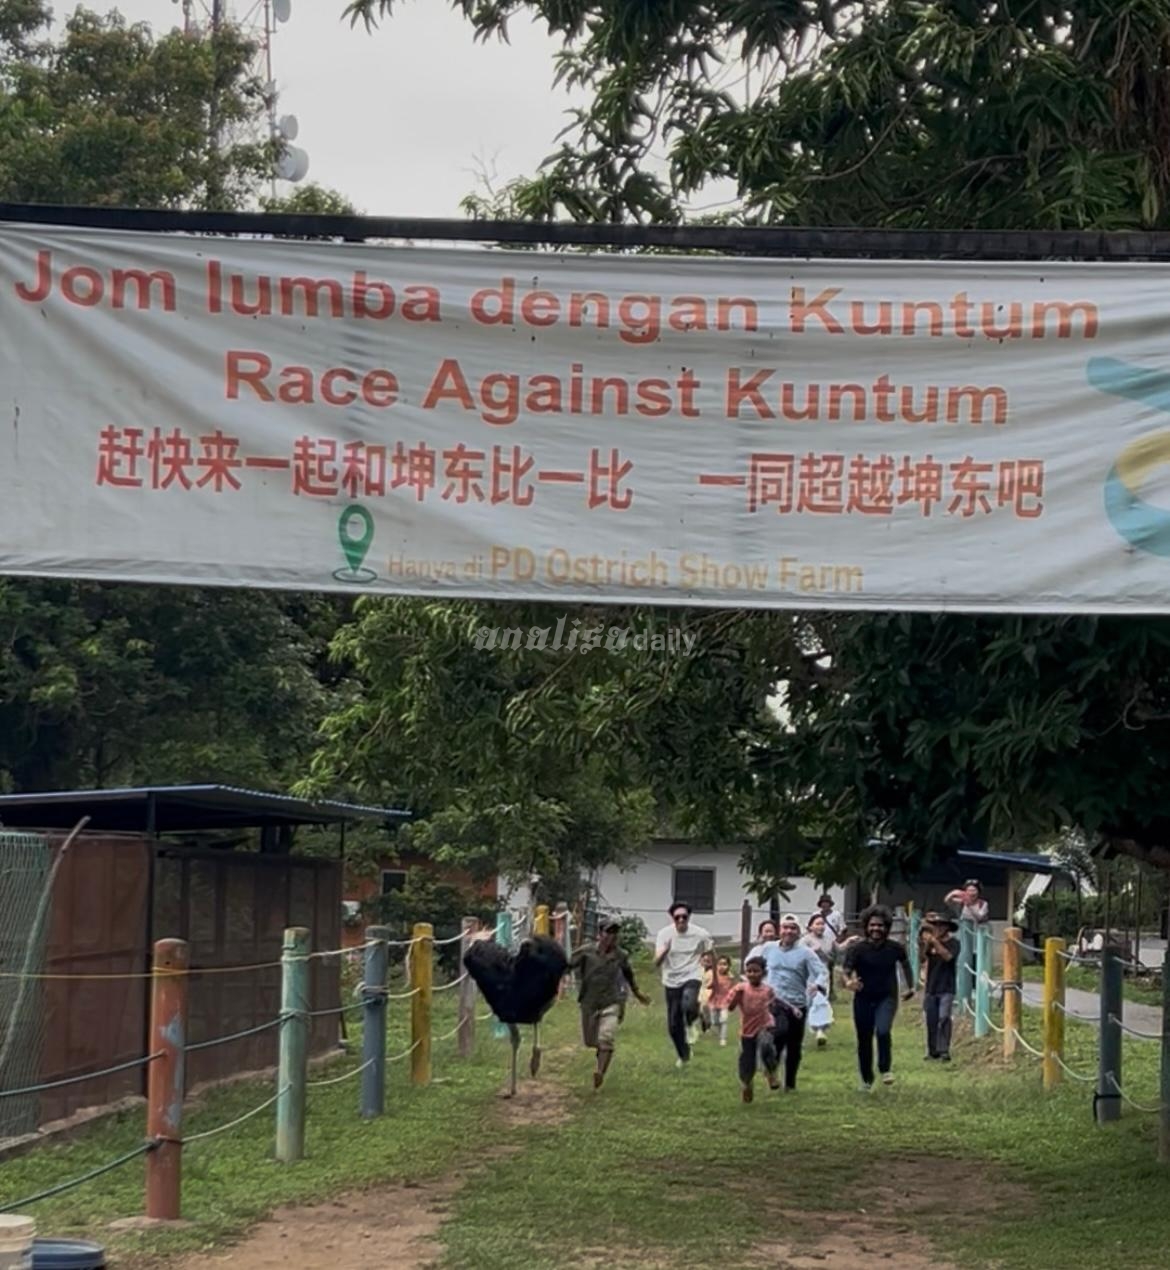 Jom lumba dengan Kuntum
Race Against Kuntum
赶快来一起和坤东比一比 一同超越坤东吧
Hanya di PD Ostrich Show Farm
analisadaily